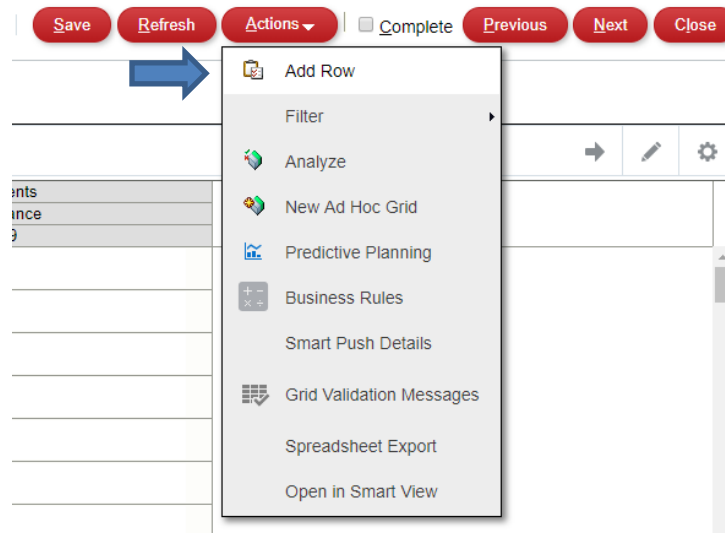 Save Refresh Actions Complete Previous Next Close
Add Row
Filter
Analyze
New Ad Hoc Grid
Predictive Planning
Business Rules
Smart Push Details
Grid Validation Messages
Spreadsheet Export
Open in Smart View
ents
ance
9